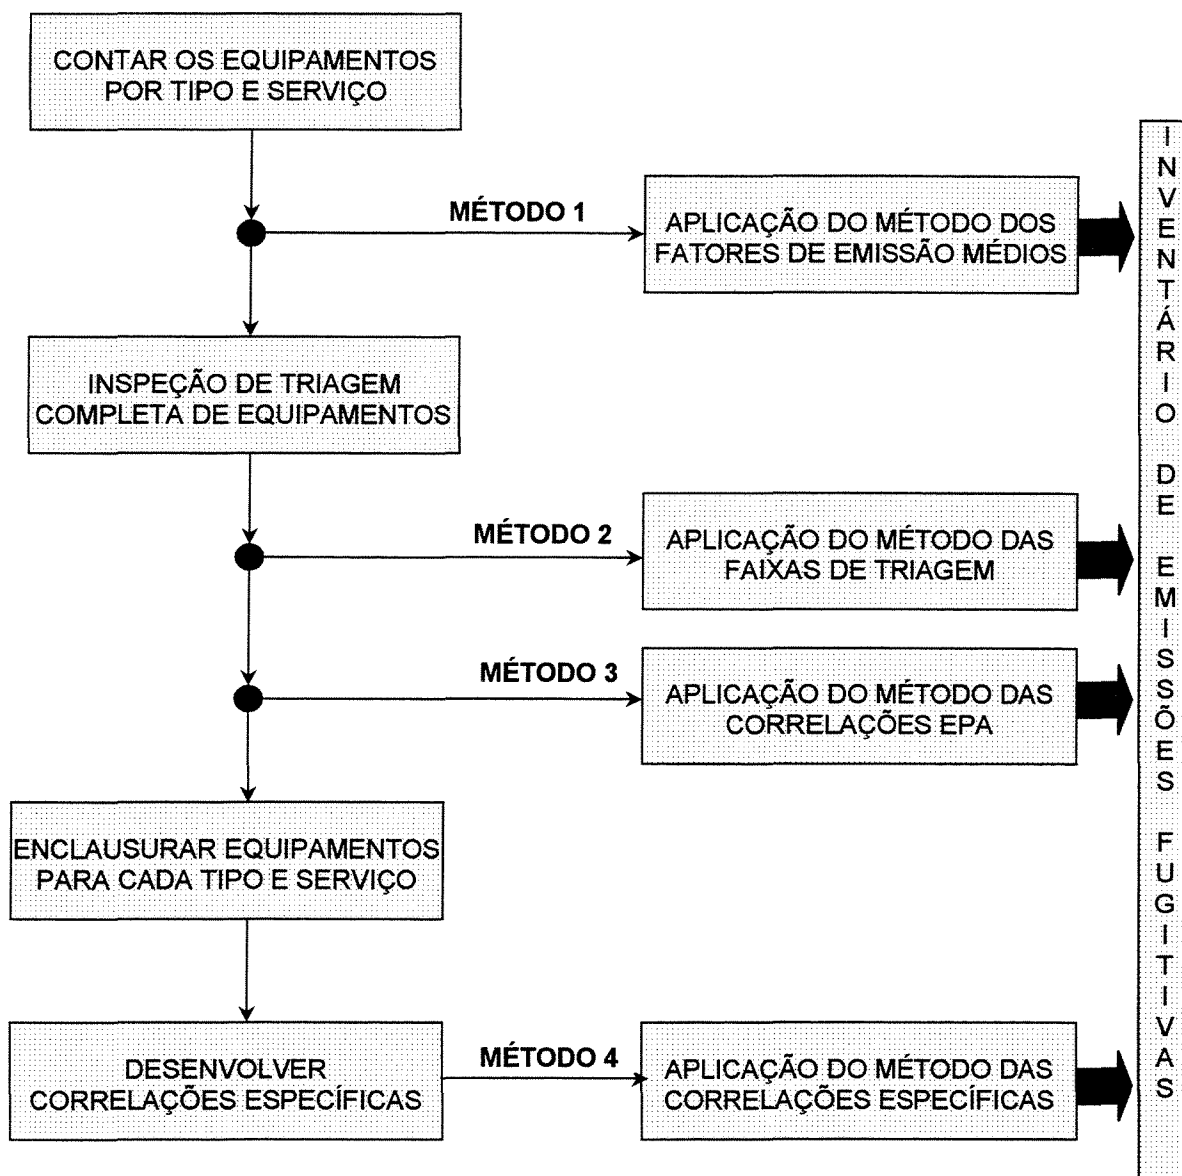 CONTAR OS EQUIPAMENTOS
POR TIPO E SERVIÇO
MÉTODO 1
APLICAÇÃO DO MÉTODO DOS
FATORES DE EMISSÃO MÉDIOS
INSPEÇÃO DE TRIAGEM
COMPLETA DE EQUIPAMENTOS
MÉTODO 2
APLICAÇÃO DO MÉTODO DAS
FAIXAS DE TRIAGEM
MÉTODO 3
APLICAÇÃO DO MÉTODO DAS
CORRELAÇÕES EPA
ENCLAUSURAR EQUIPAMENTOS
PARA CADA TIPO E SERVIÇO
DESENVOLVER
CORRELAÇÕES ESPECÍFICAS
MÉTODO 4
APLICAÇÃO DO MÉTODO DAS
CORRELAÇÕES ESPECÍFICAS
INVENTÁRIO DE EMISSÕES FUGITIVAS